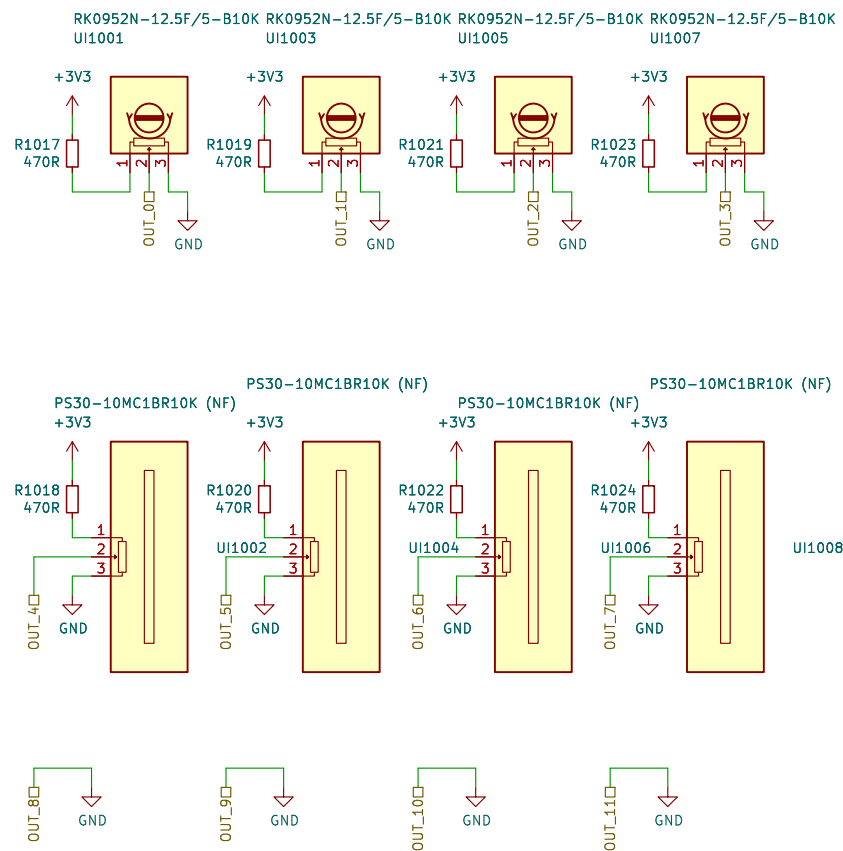 RK0952N-12.5F/5-B10K RK0952N-12.5F/5-B10K RK0952N-12.5F/5-B10K RK0952N-12.5F/5-B10K
UI1001 UI1003 UI1005 UI1007
+3V3 +3V3 +3V3 +3V3
R1017 R1019 R1021 R1023
470R 470R 470R 470R
1 2 3 1 2 3 1 2 3 1 2 3
OUT_0 OUT_1 OUT_2 OUT_3
GND GND GND GND
PS30-10MC1BR10K (NF) PS30-10MC1BR10K (NF)
PS30-10MC1BR10K (NF) PS30-10MC1BR10K (NF)
+3V3 +3V3 +3V3 +3V3
R1018 R1020 R1022 R1024
470R 470R 470R 470R
1 1 1 1
2 UI1002 2 UI1004 2 UI1006 2 UI1008
3 3 3 3
OUT_4 OUT_5 OUT_6 OUT_7
GND GND GND GND
OUT_8 OUT_9 OUT_10 OUT_11
GND GND GND GND